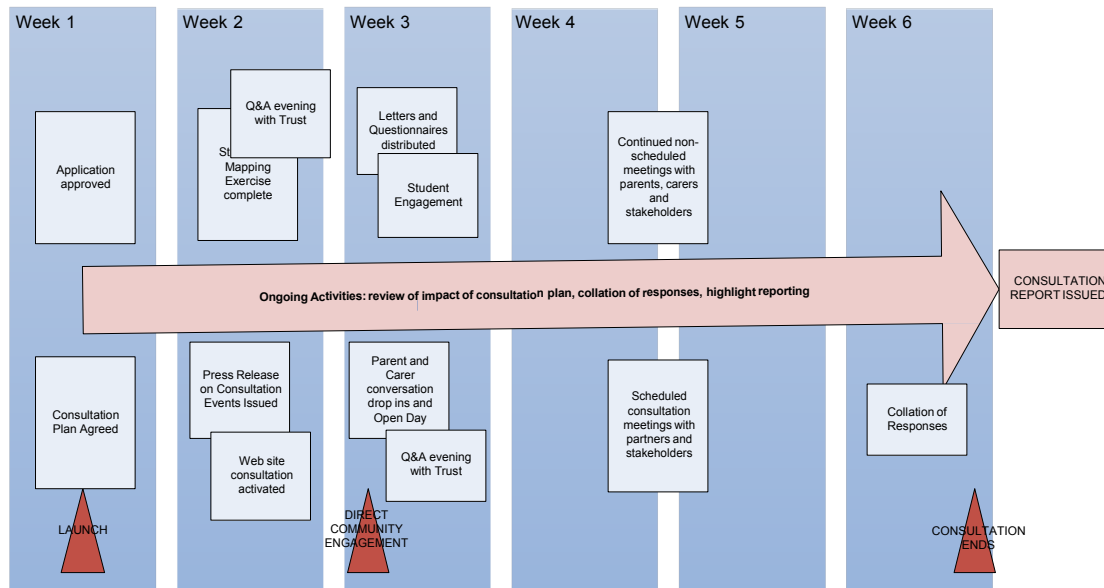 Week 1
Week 2
Week 3
Week 4
Week 5
Week 6
Application
approved
Q&A evening
with Trust
Mapping
Exercise
complete
Letters and
Questionnaires
distributed
Student
Engagement
Continued non-
scheduled
meetings with
parents, carers
and
stakeholders
Ongoing Activities: review of impact of consultation plan, collation of responses, highlight reporting
CONSULTATION
REPORT ISSUED
Consultation
Plan Agreed
Press Release
on Consultation
Events Issued
Web site
consultation
activated
Parent and
Carer
conversation
drop ins and
Open Day
Q&A evening
with Trust
Scheduled
consultation
meetings with
partners and
stakeholders
Collation of
Responses
LAUNCH
DIRECT
COMMUNITY
ENGAGEMENT
CONSULTATION
ENDS